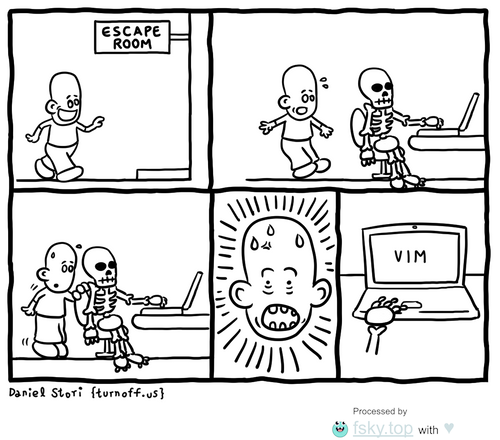 ESCAPE
ROOM
VIM
Daniel Stori {turnoff.us}
Processed by
fsky.top with ♥